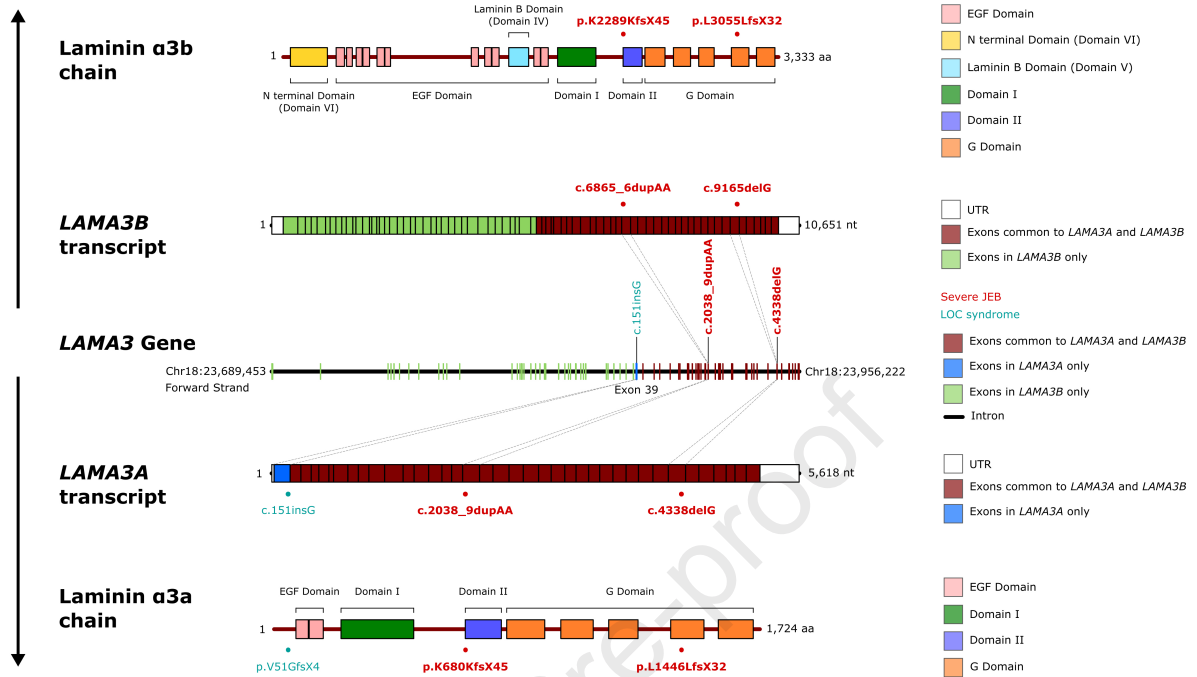 Laminin B Domain
(Domain IV)
p.K2289KfsX45
p.L3055LfsX32
Laminin α3b
chain
1
3,333 aa
N terminal Domain
(Domain VI)
EGF Domain
Domain I
Domain II
G Domain
EGF Domain
N terminal Domain (Domain VI)
Laminin B Domain (Domain V)
Domain I
Domain II
G Domain
c.6865_6dupAA
c.9165delG
LAMA3B
transcript
1
10,651 nt
UTR
Exons common to LAMA3A and LAMA3B
Exons in LAMA3B only
c.151insG
c.2038_9dupAA
c.4338delG
Severe JEB
LOC syndrome
LAMA3 Gene
Chr18:23,689,453
Forward Strand
Exon 39
Chr18:23,956,222
Exons common to LAMA3A and LAMA3B
Exons in LAMA3A only
Exons in LAMA3B only
Intron
LAMA3A
transcript
1
5,618 nt
c.151insG
c.2038_9dupAA
c.4338delG
UTR
Exons common to LAMA3A and LAMA3B
Exons in LAMA3A only
EGF Domain
Domain I
Domain II
G Domain
Laminin α3a
chain
1
1,724 aa
p.V51GfsX4
p.K680KfsX45
p.L1446LfsX32
EGF Domain
Domain I
Domain II
G Domain
re-proof